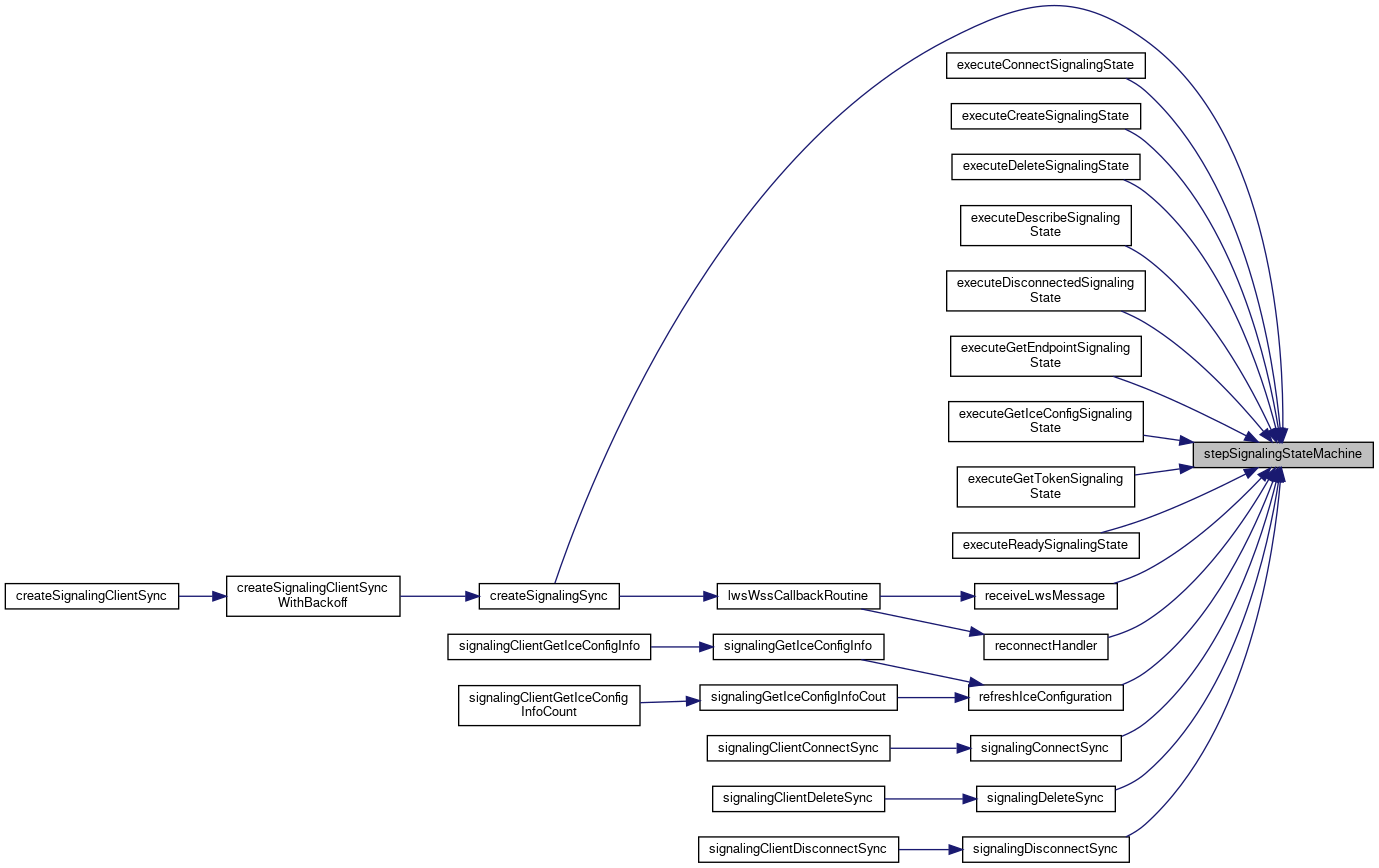 executeConnectSignalingState
executeCreateSignalingState
executeDeleteSignalingState
executeDescribeSignaling
State
executeDisconnectedSignaling
State
executeGetEndpointSignaling
State
executeGetIceConfigSignaling
State
stepSignalingStateMachine
executeGetTokenSignaling
State
executeReadySignalingState
createSignalingClientSync
createSignalingClientSync
WithBackoff
createSignalingSync
lwsWssCallbackRoutine
receiveLwsMessage
signalingClientGetIceConfigInfo
signalingGetIceConfigInfo
reconnectHandler
signalingClientGetIceConfig
InfoCount
signalingGetIceConfigInfoCout
refreshIceConfiguration
signalingClientConnectSync
signalingConnectSync
signalingClientDeleteSync
signalingDeleteSync
signalingClientDisconnectSync
signalingDisconnectSync